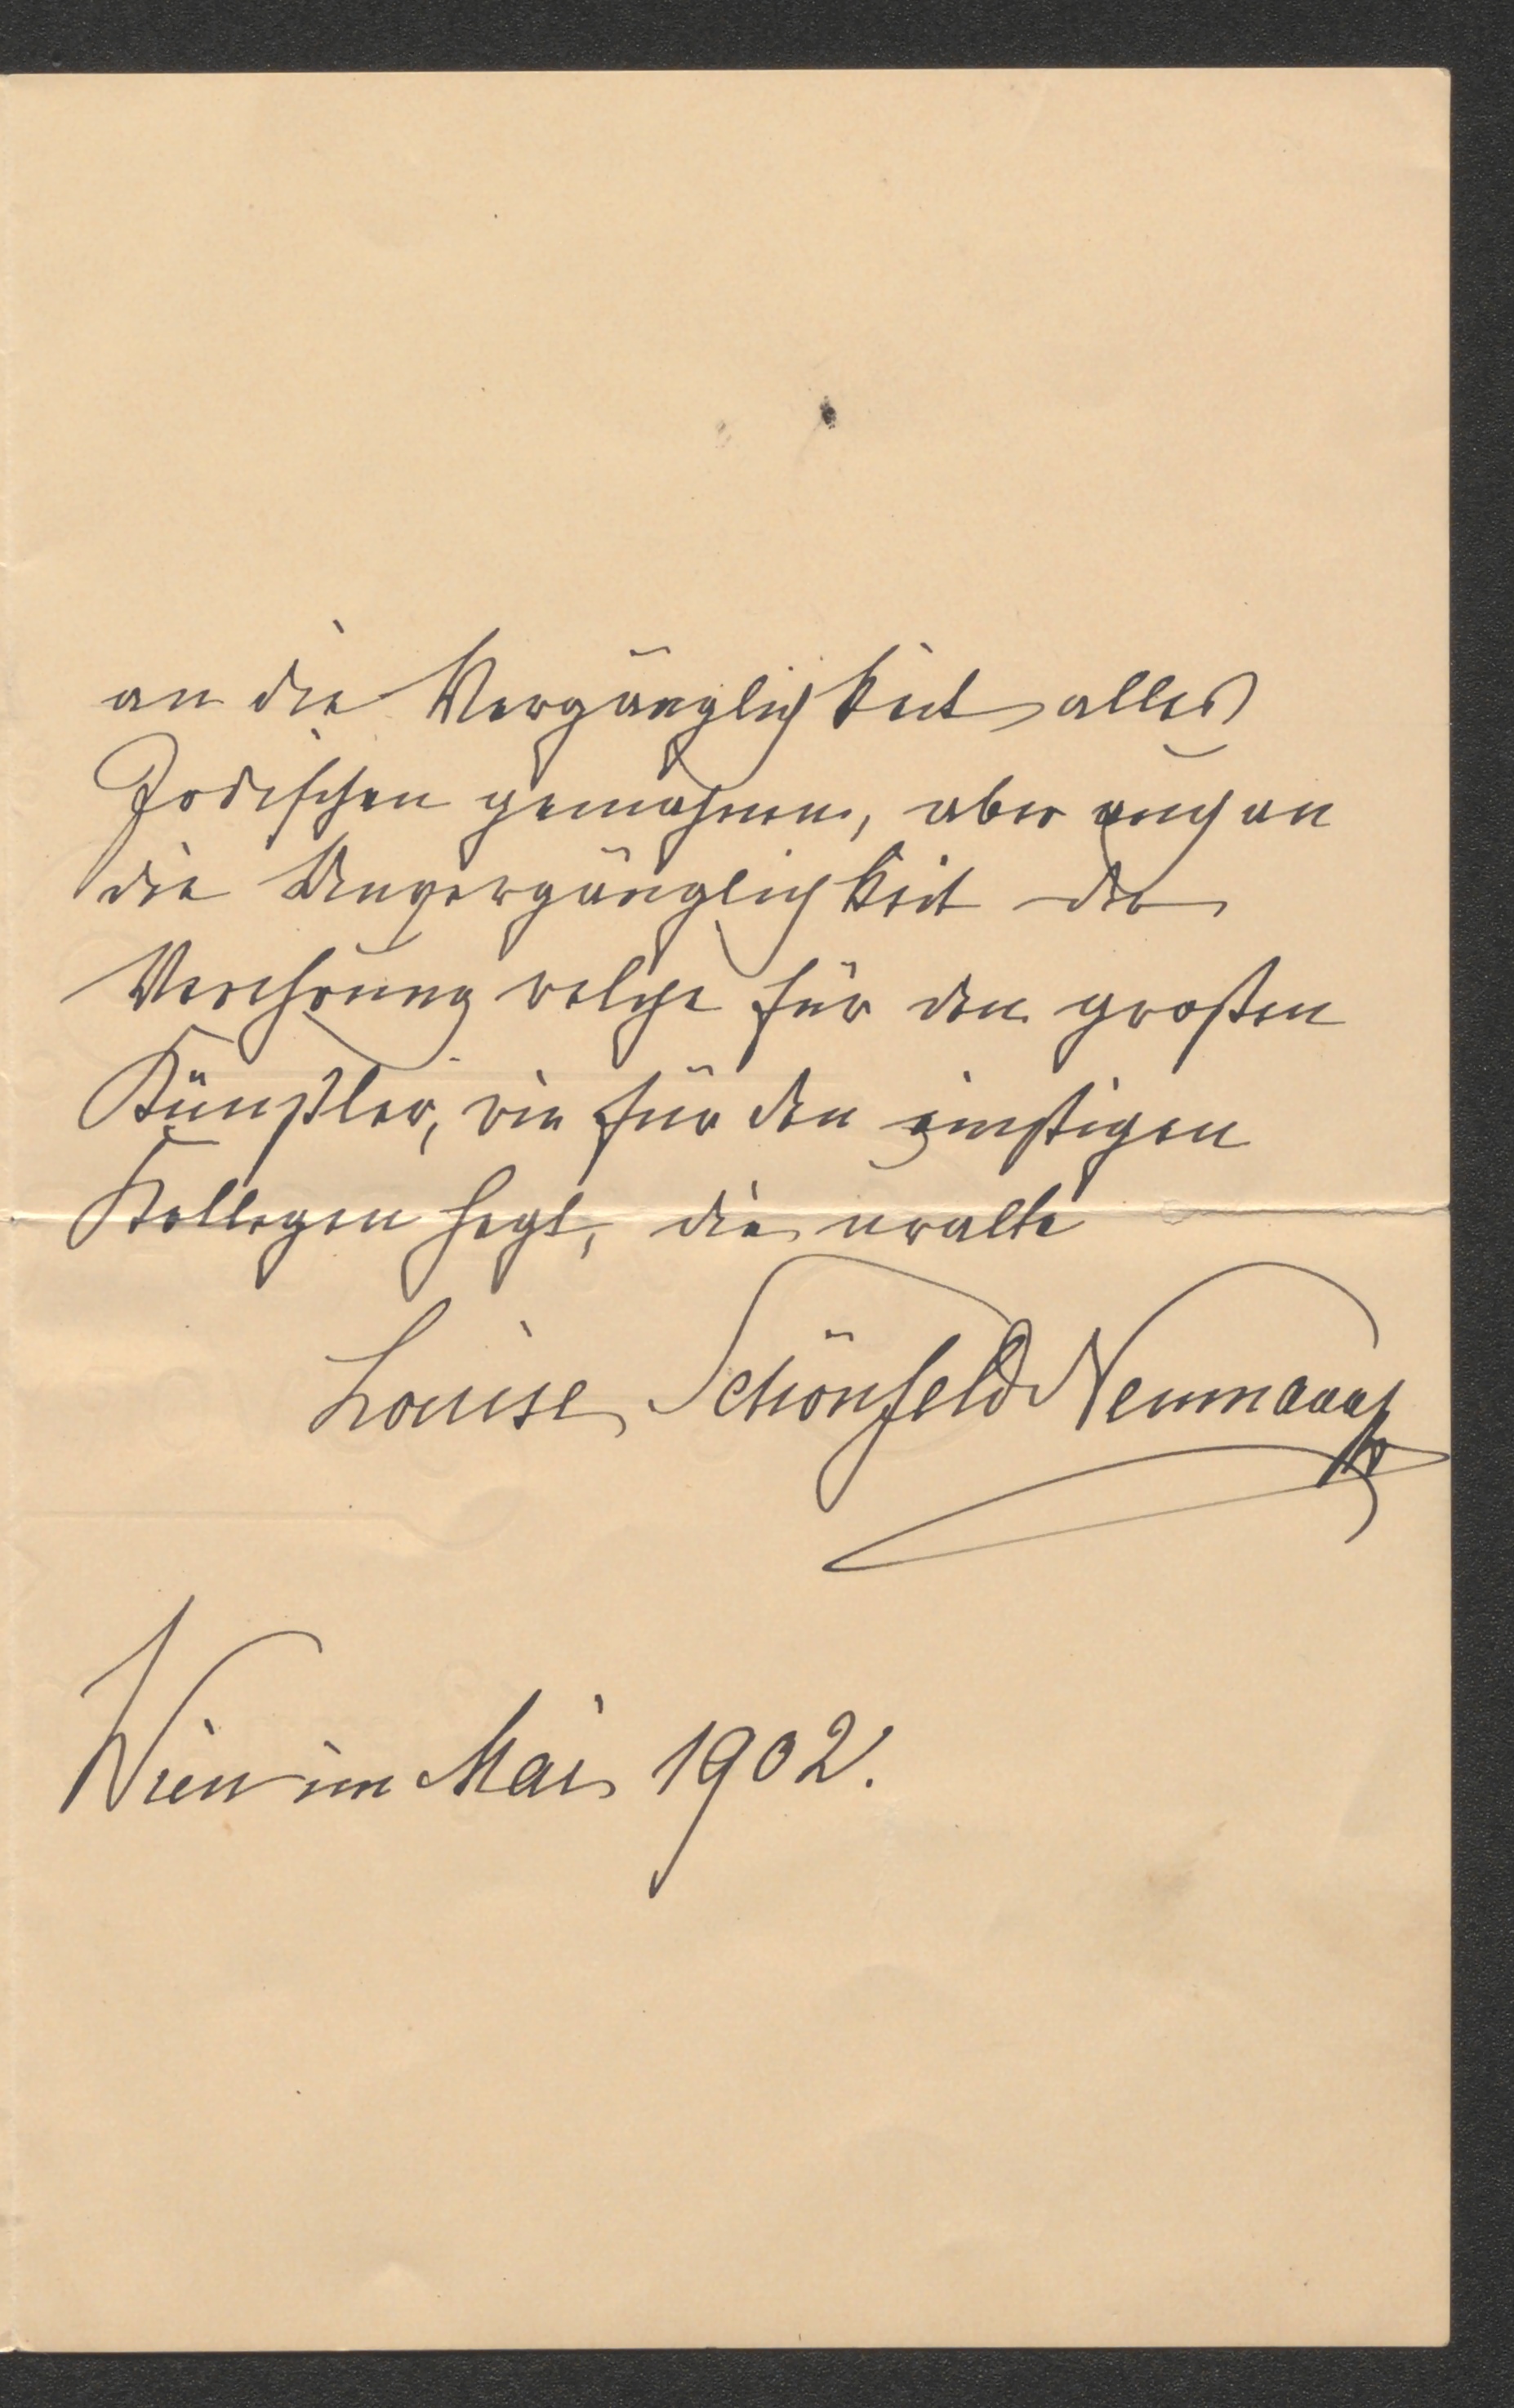 an die Vergänglichkeit alles
Irdischen gemahnen, aber auch an
die Unvergänglichkeit der
Verehrung welche für den großen
Künstler, wie für den einstigen
Kollegen hegt, die uralte
Louise Schönfeld Neumann
Wien im Mai 1902.